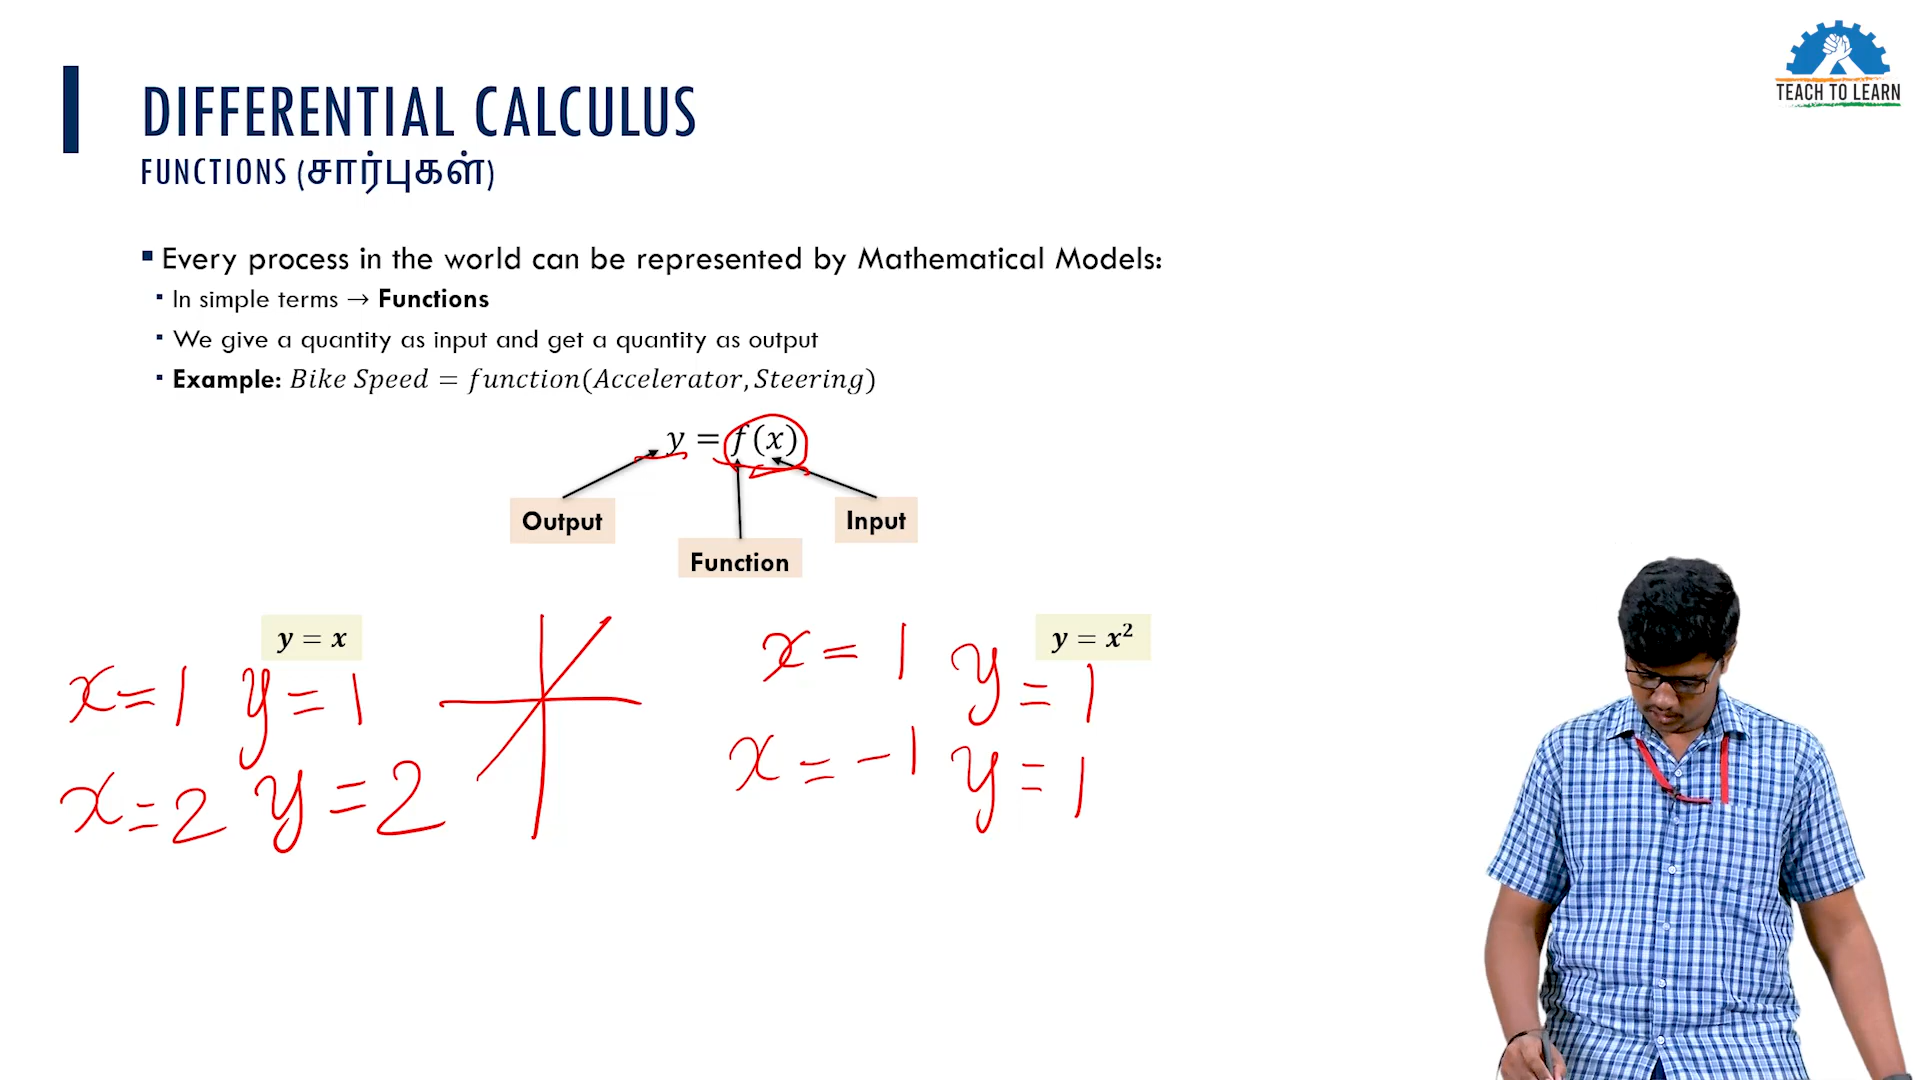 TEACH TO LEARN
DIFFERENTIAL CALCULUS
FUNCTIONS (சார்புகள்)
▪ Every process in the world can be represented by Mathematical Models:
▪ In simple terms → Functions
▪ We give a quantity as input and get a quantity as output
▪ Example: Bike Speed = function(Accelerator, Steering)
y = f(x)
Output
Input
Function
y = x
y = x²
x = 1 y = 1
x = 2 y = 2
x = 1 y = 1
x = -1 y = 1